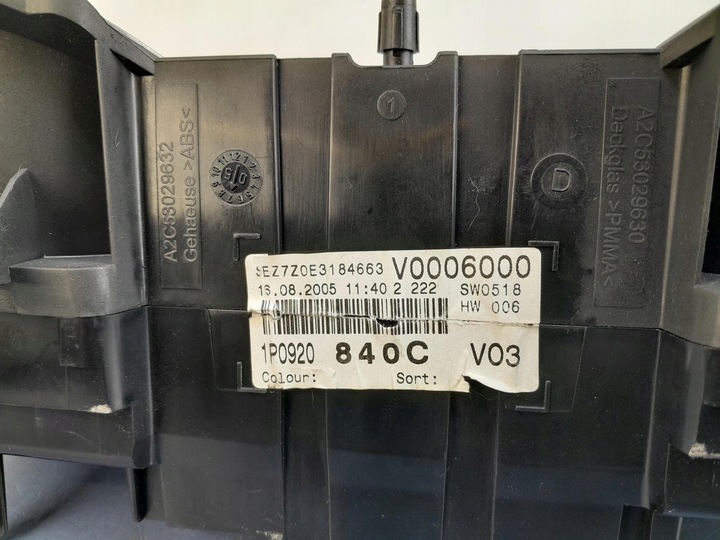 1
A2C53029632
Gehaeuse >ABS<
D
A2C53029630
Deckglas >PMMA<
SEZ7Z0E3184663 V0006000
16.08.2005 11:40 2 222 SW0518
HW 006
1P0920 840C V03
Colour: Sort: